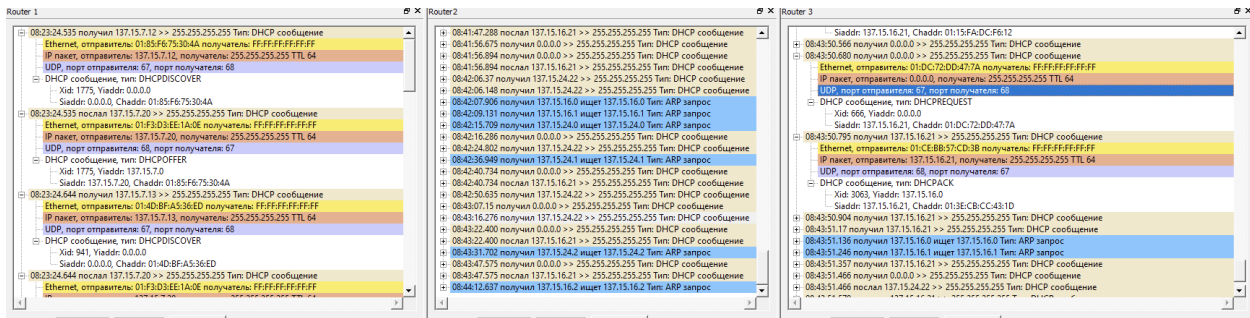 Router 1
08:23:24.535 получил 137.15.7.12 >> 255.255.255.255 Тип: DHCP сообщение
Ethernet, отправитель: 01:85:F6:75:30:4A получатель: FF:FF:FF:FF:FF:FF
IP пакет, отправитель: 137.15.7.12, получатель: 255.255.255.255 TTL 64
UDP, порт отправителя: 67, порт получателя: 68
DHCP сообщение, тип: DHCPDISCOVER
Xid: 1775, Yiaddr: 0.0.0.0
Siaddr: 0.0.0.0, Chaddr: 01:85:F6:75:30:4A
08:23:24.535 послал 137.15.7.20 >> 255.255.255.255 Тип: DHCP сообщение
Ethernet, отправитель: 01:F3:D3:EE:1A:0E получатель: FF:FF:FF:FF:FF:FF
IP пакет, отправитель: 137.15.7.20, получатель: 255.255.255.255 TTL 64
UDP, порт отправителя: 68, порт получателя: 67
DHCP сообщение, тип: DHCPOFFER
Xid: 1775, Yiaddr: 137.15.7.0
Siaddr: 137.15.7.20, Chaddr: 01:85:F6:75:30:4A
08:23:24.644 получил 137.15.7.13 >> 255.255.255.255 Тип: DHCP сообщение
Ethernet, отправитель: 01:4D:BF:A5:36:ED получатель: FF:FF:FF:FF:FF:FF
IP пакет, отправитель: 137.15.7.13, получатель: 255.255.255.255 TTL 64
UDP, порт отправителя: 67, порт получателя: 68
DHCP сообщение, тип: DHCPDISCOVER
Xid: 941, Yiaddr: 0.0.0.0
Siaddr: 0.0.0.0, Chaddr: 01:4D:BF:A5:36:ED
08:23:24.644 послал 137.15.7.20 >> 255.255.255.255 Тип: DHCP сообщение
Ethernet, отправитель: 01:F3:D3:EE:1A:0E получатель: FF:FF:FF:FF:FF:FF
Router2
08:41:47.288 послал 137.15.16.21 >> 255.255.255.255 Тип: DHCP сообщение
08:41:56.675 получил 0.0.0.0 >> 255.255.255.255 Тип: DHCP сообщение
08:41:56.894 получил 0.0.0.0 >> 255.255.255.255 Тип: DHCP сообщение
08:41:56.894 послал 137.15.16.21 >> 255.255.255.255 Тип: DHCP сообщение
08:42:06.37 получил 137.15.24.22 >> 255.255.255.255 Тип: DHCP сообщение
08:42:06.148 получил 137.15.24.22 >> 255.255.255.255 Тип: DHCP сообщение
08:42:07.906 получил 137.15.16.0 ищет 137.15.16.0 Тип: ARP запрос
08:42:09.131 получил 137.15.16.1 ищет 137.15.16.1 Тип: ARP запрос
08:42:15.709 получил 137.15.24.0 ищет 137.15.24.0 Тип: ARP запрос
08:42:16.286 получил 0.0.0.0 >> 255.255.255.255 Тип: DHCP сообщение
08:42:24.802 получил 137.15.24.22 >> 255.255.255.255 Тип: DHCP сообщение
08:42:36.949 получил 137.15.24.1 ищет 137.15.24.1 Тип: ARP запрос
08:42:40.734 получил 0.0.0.0 >> 255.255.255.255 Тип: DHCP сообщение
08:42:40.734 послал 137.15.16.21 >> 255.255.255.255 Тип: DHCP сообщение
08:42:50.635 получил 137.15.24.22 >> 255.255.255.255 Тип: DHCP сообщение
08:43:07.15 получил 0.0.0.0 >> 255.255.255.255 Тип: DHCP сообщение
08:43:16.276 получил 137.15.24.22 >> 255.255.255.255 Тип: DHCP сообщение
08:43:22.400 получил 0.0.0.0 >> 255.255.255.255 Тип: DHCP сообщение
08:43:22.400 послал 137.15.16.21 >> 255.255.255.255 Тип: DHCP сообщение
08:43:31.702 получил 137.15.24.2 ищет 137.15.24.2 Тип: ARP запрос
08:43:47.575 получил 0.0.0.0 >> 255.255.255.255 Тип: DHCP сообщение
08:43:47.575 послал 137.15.16.21 >> 255.255.255.255 Тип: DHCP сообщение
08:44:12.637 получил 137.15.16.2 ищет 137.15.16.2 Тип: ARP запрос
Router 3
Siaddr: 137.15.16.21, Chaddr: 01:15:FA:DC:F6:12
08:43:50.566 получил 0.0.0.0 >> 255.255.255.255 Тип: DHCP сообщение
08:43:50.680 получил 0.0.0.0 >> 255.255.255.255 Тип: DHCP сообщение
Ethernet, отправитель: 01:DC:72:DD:47:7A получатель: FF:FF:FF:FF:FF:FF
IP пакет, отправитель: 0.0.0.0, получатель: 255.255.255.255 TTL 64
UDP, порт отправителя: 67, порт получателя: 68
DHCP сообщение, тип: DHCPREQUEST
Xid: 666, Yiaddr: 0.0.0.0
Siaddr: 137.15.16.21, Chaddr: 01:DC:72:DD:47:7A
08:43:50.795 получил 137.15.16.21 >> 255.255.255.255 Тип: DHCP сообщение
Ethernet, отправитель: 01:CE:BB:57:CD:3B получатель: FF:FF:FF:FF:FF:FF
IP пакет, отправитель: 137.15.16.21, получатель: 255.255.255.255 TTL 64
UDP, порт отправителя: 68, порт получателя: 67
DHCP сообщение, тип: DHCPACK
Xid: 3063, Yiaddr: 137.15.16.0
Siaddr: 137.15.16.21, Chaddr: 01:3E:CB:CC:43:1D
08:43:50.904 получил 137.15.16.21 >> 255.255.255.255 Тип: DHCP сообщение
08:43:51.17 получил 137.15.16.21 >> 255.255.255.255 Тип: DHCP сообщение
08:43:51.136 получил 137.15.16.0 ищет 137.15.16.0 Тип: ARP запрос
08:43:51.246 получил 137.15.16.1 ищет 137.15.16.1 Тип: ARP запрос
08:43:51.357 получил 137.15.16.21 >> 255.255.255.255 Тип: DHCP сообщение
08:43:51.466 получил 0.0.0.0 >> 255.255.255.255 Тип: DHCP сообщение
08:43:51.466 послал 137.15.24.22 >> 255.255.255.255 Тип: DHCP сообщение